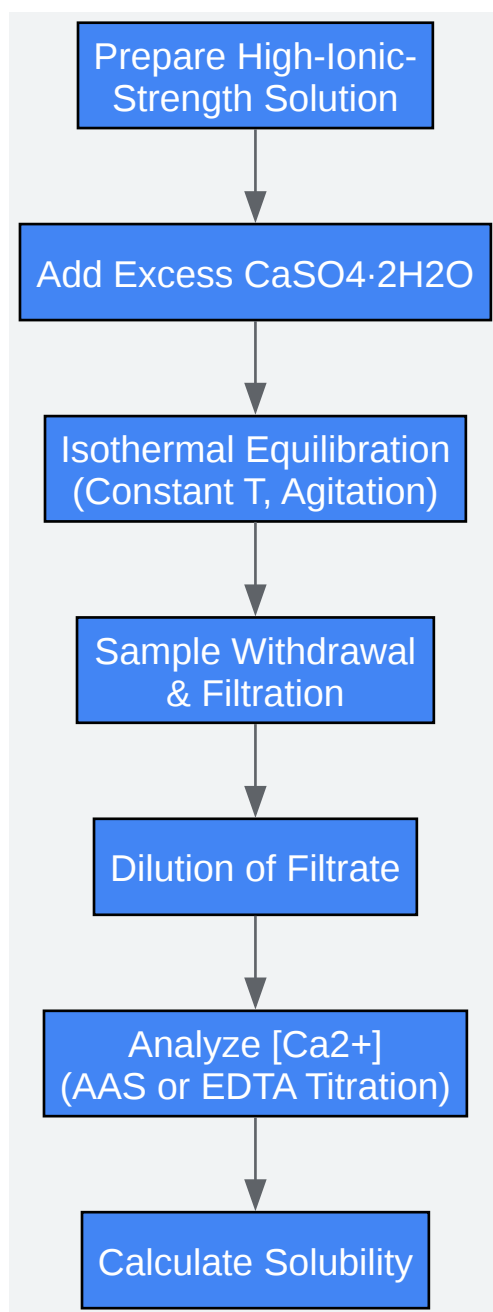 Prepare High-Ionic-
Strength Solution
Add Excess CaSO4·2H2O
Isothermal Equilibration
(Constant T, Agitation)
Sample Withdrawal
& Filtration
Dilution of Filtrate
Analyze [Ca2+]
(AAS or EDTA Titration)
Calculate Solubility